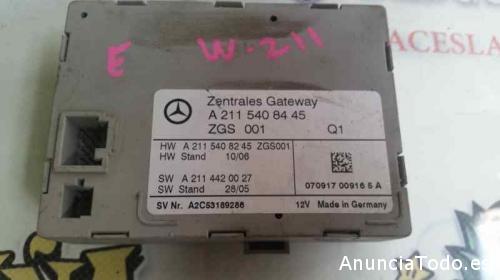 E W-211
ACESLA
Zentrales Gateway
A 211 540 84 45
ZGS 001 Q1
HW A 211 540 82 45 ZGS001
HW Stand 10/06
SW A 211 442 00 27
SW Stand 28/05
070917 00916 5 A
SV Nr. A2C53189286 12V Made in Germany
AnunciaTodo.es